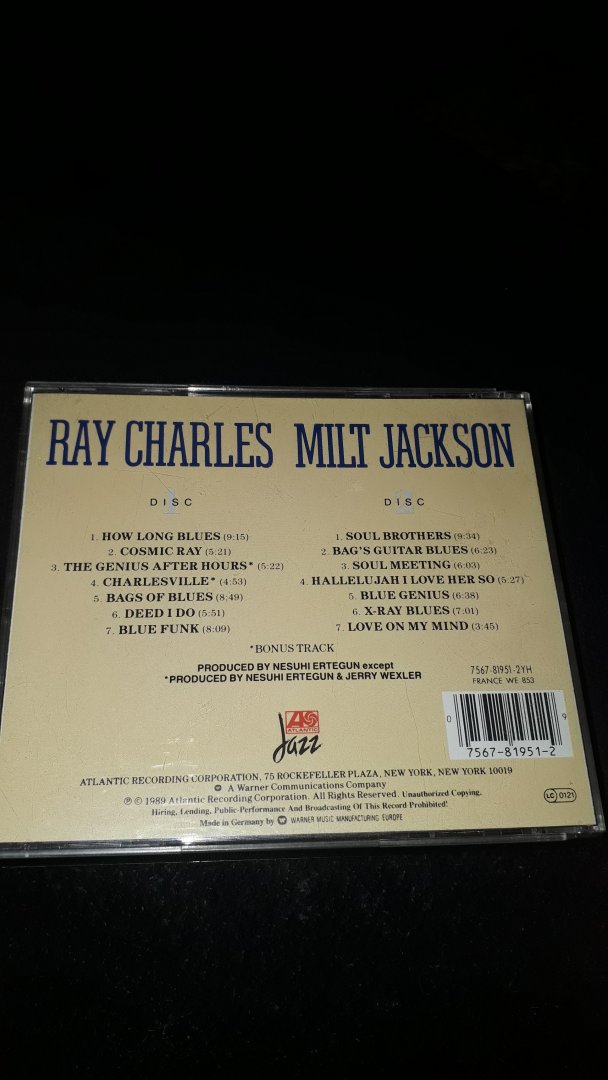 RAY CHARLES MILT JACKSON
DISC 1
1. HOW LONG BLUES (9:15)
2. COSMIC RAY (5:21)
3. THE GENIUS AFTER HOURS* (5:22)
4. CHARLESVILLE* (4:53)
5. BAGS OF BLUES (8;49)
6. DEED I DO (5:51)
7. BLUE FUNK (8:09)
DISC 2
1. SOUL BROTHERS (9:34)
2. BAG'S GUITAR BLUES (6:23)
3. SOUL MEETING (6:03)
4. HALLELUJAH I LOVE HER SO (5:27)
5. BLUE GENIUS (6:38)
6. X-RAY BLUES (7:01)
7. LOVE ON MY MIND (3:45)
*BONUS TRACK
PRODUCED BY NESUHI ERTEGUN except
*PRODUCED BY NESUHI ERTEGUN & JERRY WEXLER
7567-81951-2YH
FRANCE WE 853
0 9
7567-81951-2
ATLANTIC
Jazz
ATLANTIC RECORDING CORPORATION, 75 ROCKEFELLER PLAZA, NEW YORK, NEW YORK 10019
A Warner Communications Company
℗ © 1989 Atlantic Recording Corporation. All Rights Reserved. Unauthorized Copying,
Hiring, Lending, Public-Performance And Broadcasting Of This Record Prohibited!
Made in Germany by WARNER MUSIC MANUFACTURING EUROPE
LC 0121